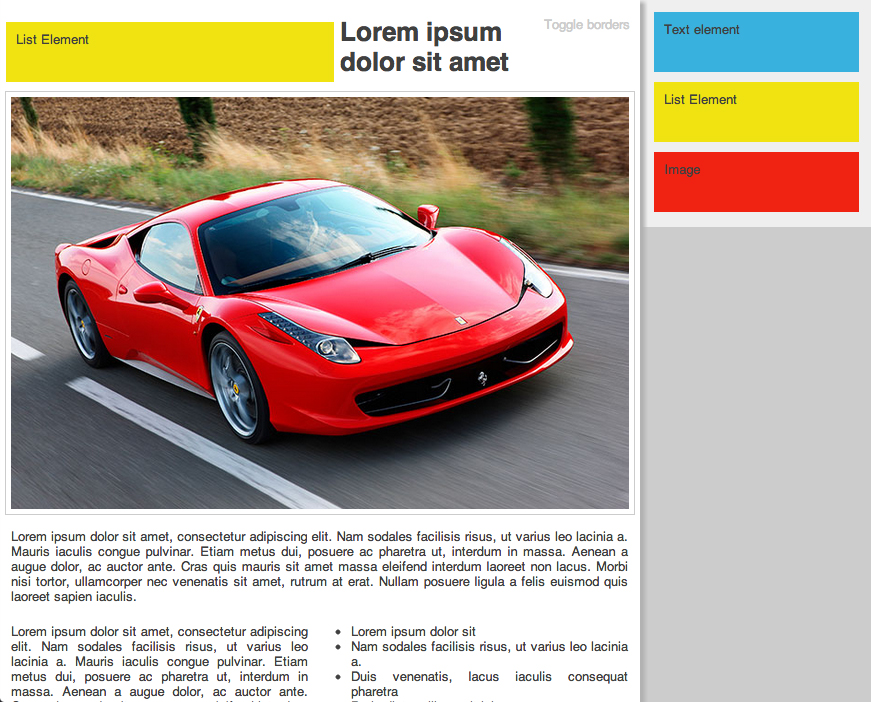 List Element
Lorem ipsum
dolor sit amet
Toggle borders
Text element
List Element
Image
Lorem ipsum dolor sit amet, consectetur adipiscing elit. Nam sodales facilisis risus, ut varius leo lacinia a.
Mauris iaculis congue pulvinar. Etiam metus dui, posuere ac pharetra ut, interdum in massa. Aenean a
augue dolor, ac auctor ante. Cras quis mauris sit amet massa eleifend interdum laoreet non lacus. Morbi
nisi tortor, ullamcorper nec venenatis sit amet, rutrum at erat. Nullam posuere ligula a felis euismod quis
laoreet sapien iaculis.
Lorem ipsum dolor sit amet, consectetur adipiscing
elit. Nam sodales facilisis risus, ut varius leo
lacinia a. Mauris iaculis congue pulvinar. Etiam
metus dui, posuere ac pharetra ut, interdum in
massa. Aenean a augue dolor, ac auctor ante.
• Lorem ipsum dolor sit
• Nam sodales facilisis risus, ut varius leo lacinia
a.
• Duis venenatis, lacus iaculis consequat
pharetra